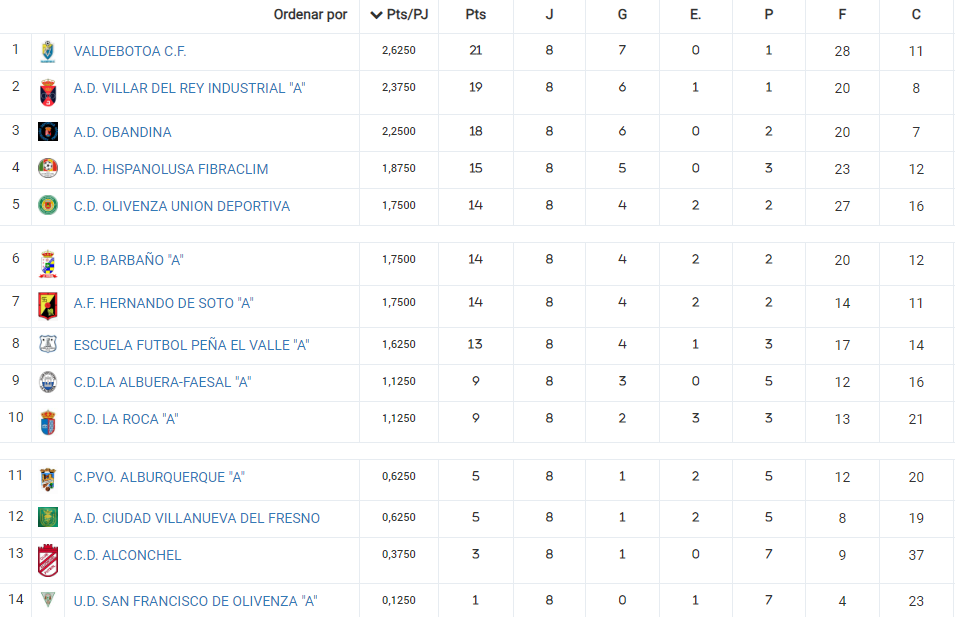 Ordenar por Pts/PJ Pts J G E. P F C
1 VALDEBOTOA C.F. 2,6250 21 8 7 0 1 28 11
2 A.D. VILLAR DEL REY INDUSTRIAL "A" 2,3750 19 8 6 1 1 20 8
3 A.D. OBANDINA 2,2500 18 8 6 0 2 20 7
4 A.D. HISPANOLUSA FIBRACLIM 1,8750 15 8 5 0 3 23 12
5 C.D. OLIVENZA UNION DEPORTIVA 1,7500 14 8 4 2 2 27 16
6 U.P. BARBAÑO "A" 1,7500 14 8 4 2 2 20 12
7 A.F. HERNANDO DE SOTO "A" 1,7500 14 8 4 2 2 14 11
8 ESCUELA FUTBOL PEÑA EL VALLE "A" 1,6250 13 8 4 1 3 17 14
9 C.D.LA ALBUERA-FAESAL "A" 1,1250 9 8 3 0 5 12 16
10 C.D. LA ROCA "A" 1,1250 9 8 2 3 3 13 21
11 C.PVO. ALBURQUERQUE "A" 0,6250 5 8 1 2 5 12 20
12 A.D. CIUDAD VILLANUEVA DEL FRESNO 0,6250 5 8 1 2 5 8 19
13 C.D. ALCONCHEL 0,3750 3 8 1 0 7 9 37
14 U.D. SAN FRANCISCO DE OLIVENZA "A" 0,1250 1 8 0 1 7 4 23